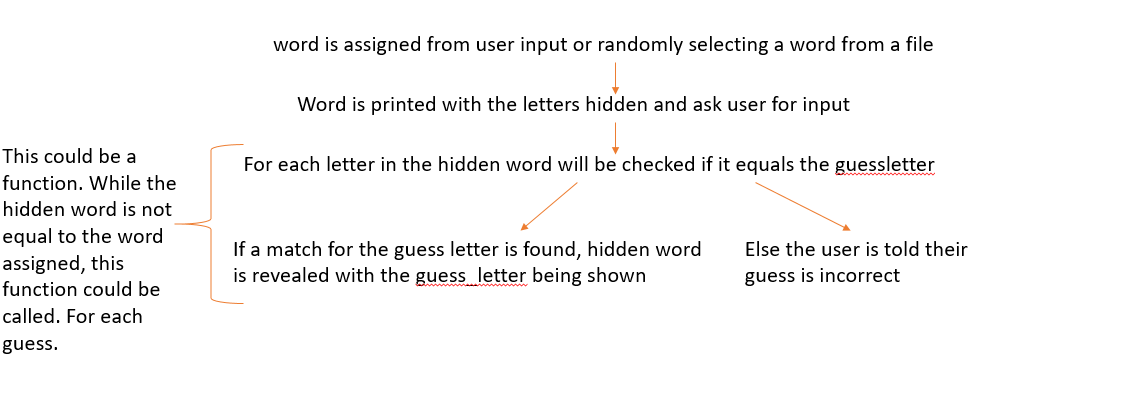 word is assigned from user input or randomly selecting a word from a file
Word is printed with the letters hidden and ask user for input
For each letter in the hidden word will be checked if it equals the guessletter
This could be a
function. While the
hidden word is not
equal to the word
assigned, this
function could be
called. For each
guess.
If a match for the guess letter is found, hidden word
is revealed with the guess_letter being shown
Else the user is told their
guess is incorrect